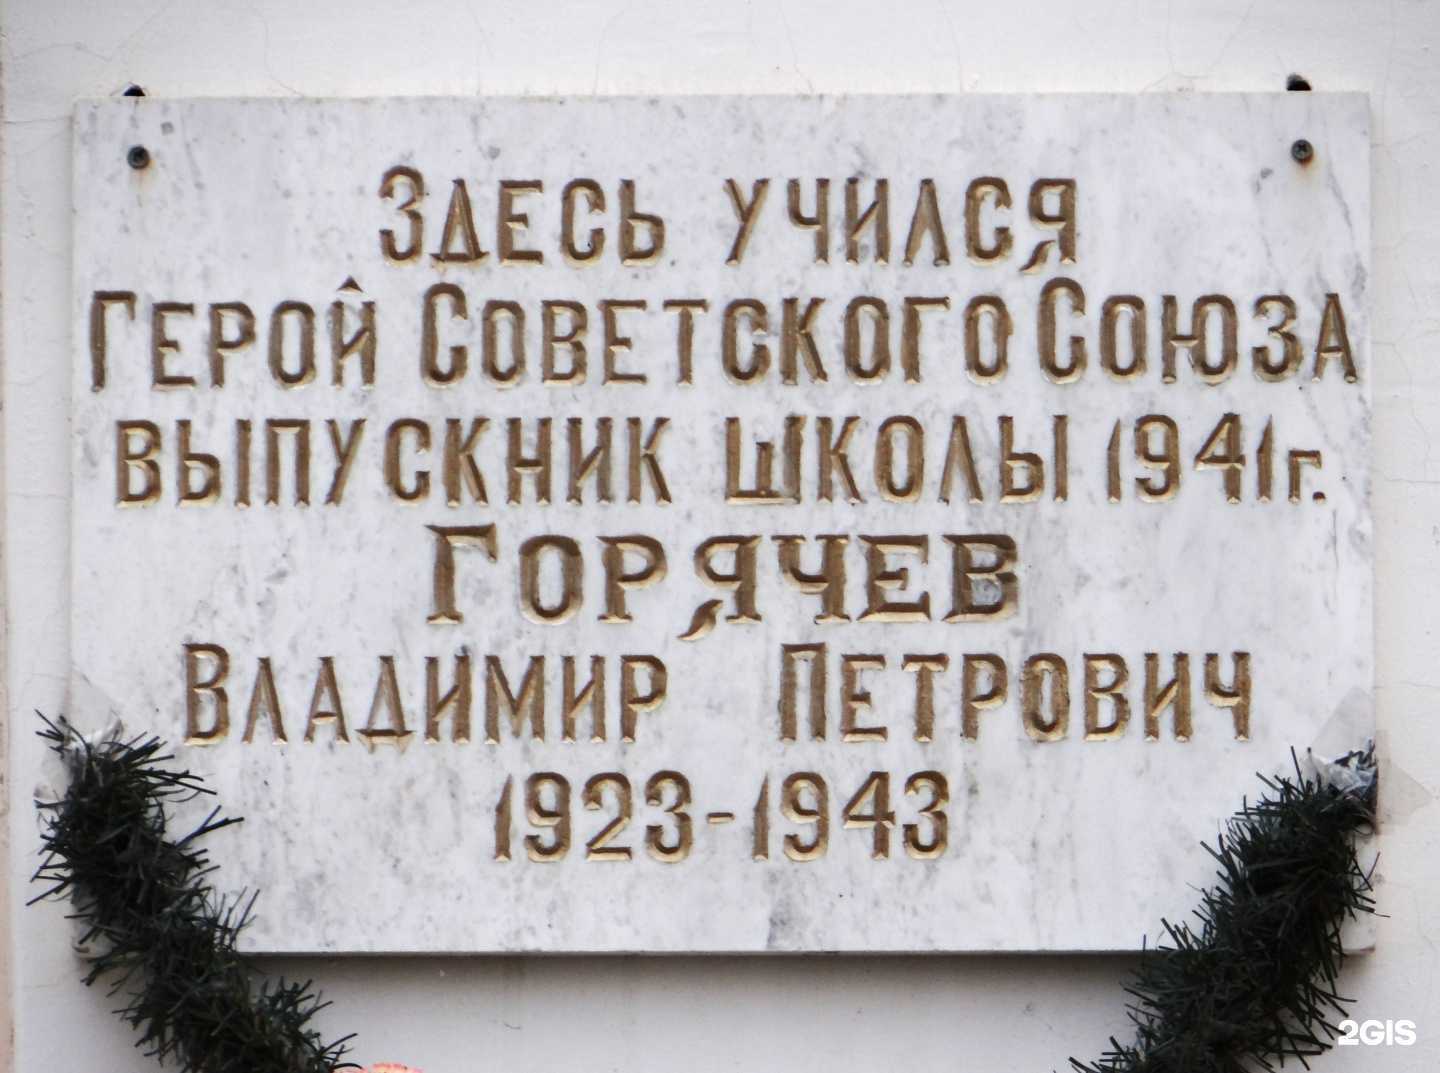 Здесь учился
Герой Советского Союза
выпускник школы 1941г.
Горячев
Владимир Петрович
1923-1943
2GIS